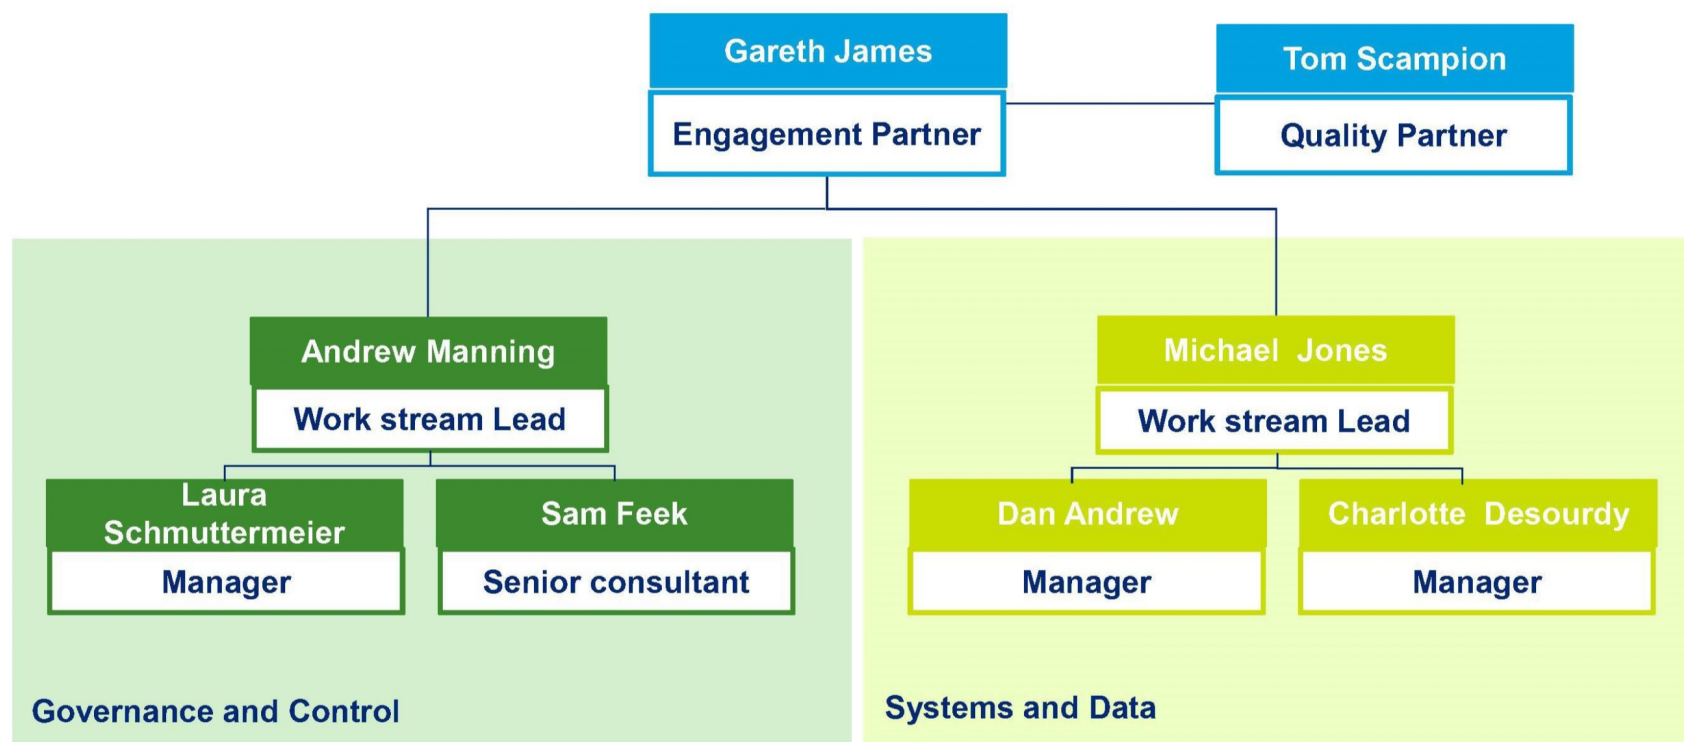 Gareth James
Engagement Partner
Tom Scampion
Quality Partner
Andrew Manning
Work stream Lead
Michael Jones
Work stream Lead
Laura
Schmuttermeier
Manager
Sam Feek
Senior consultant
Dan Andrew
Manager
Charlotte Desourdy
Manager
Governance and Control
Systems and Data